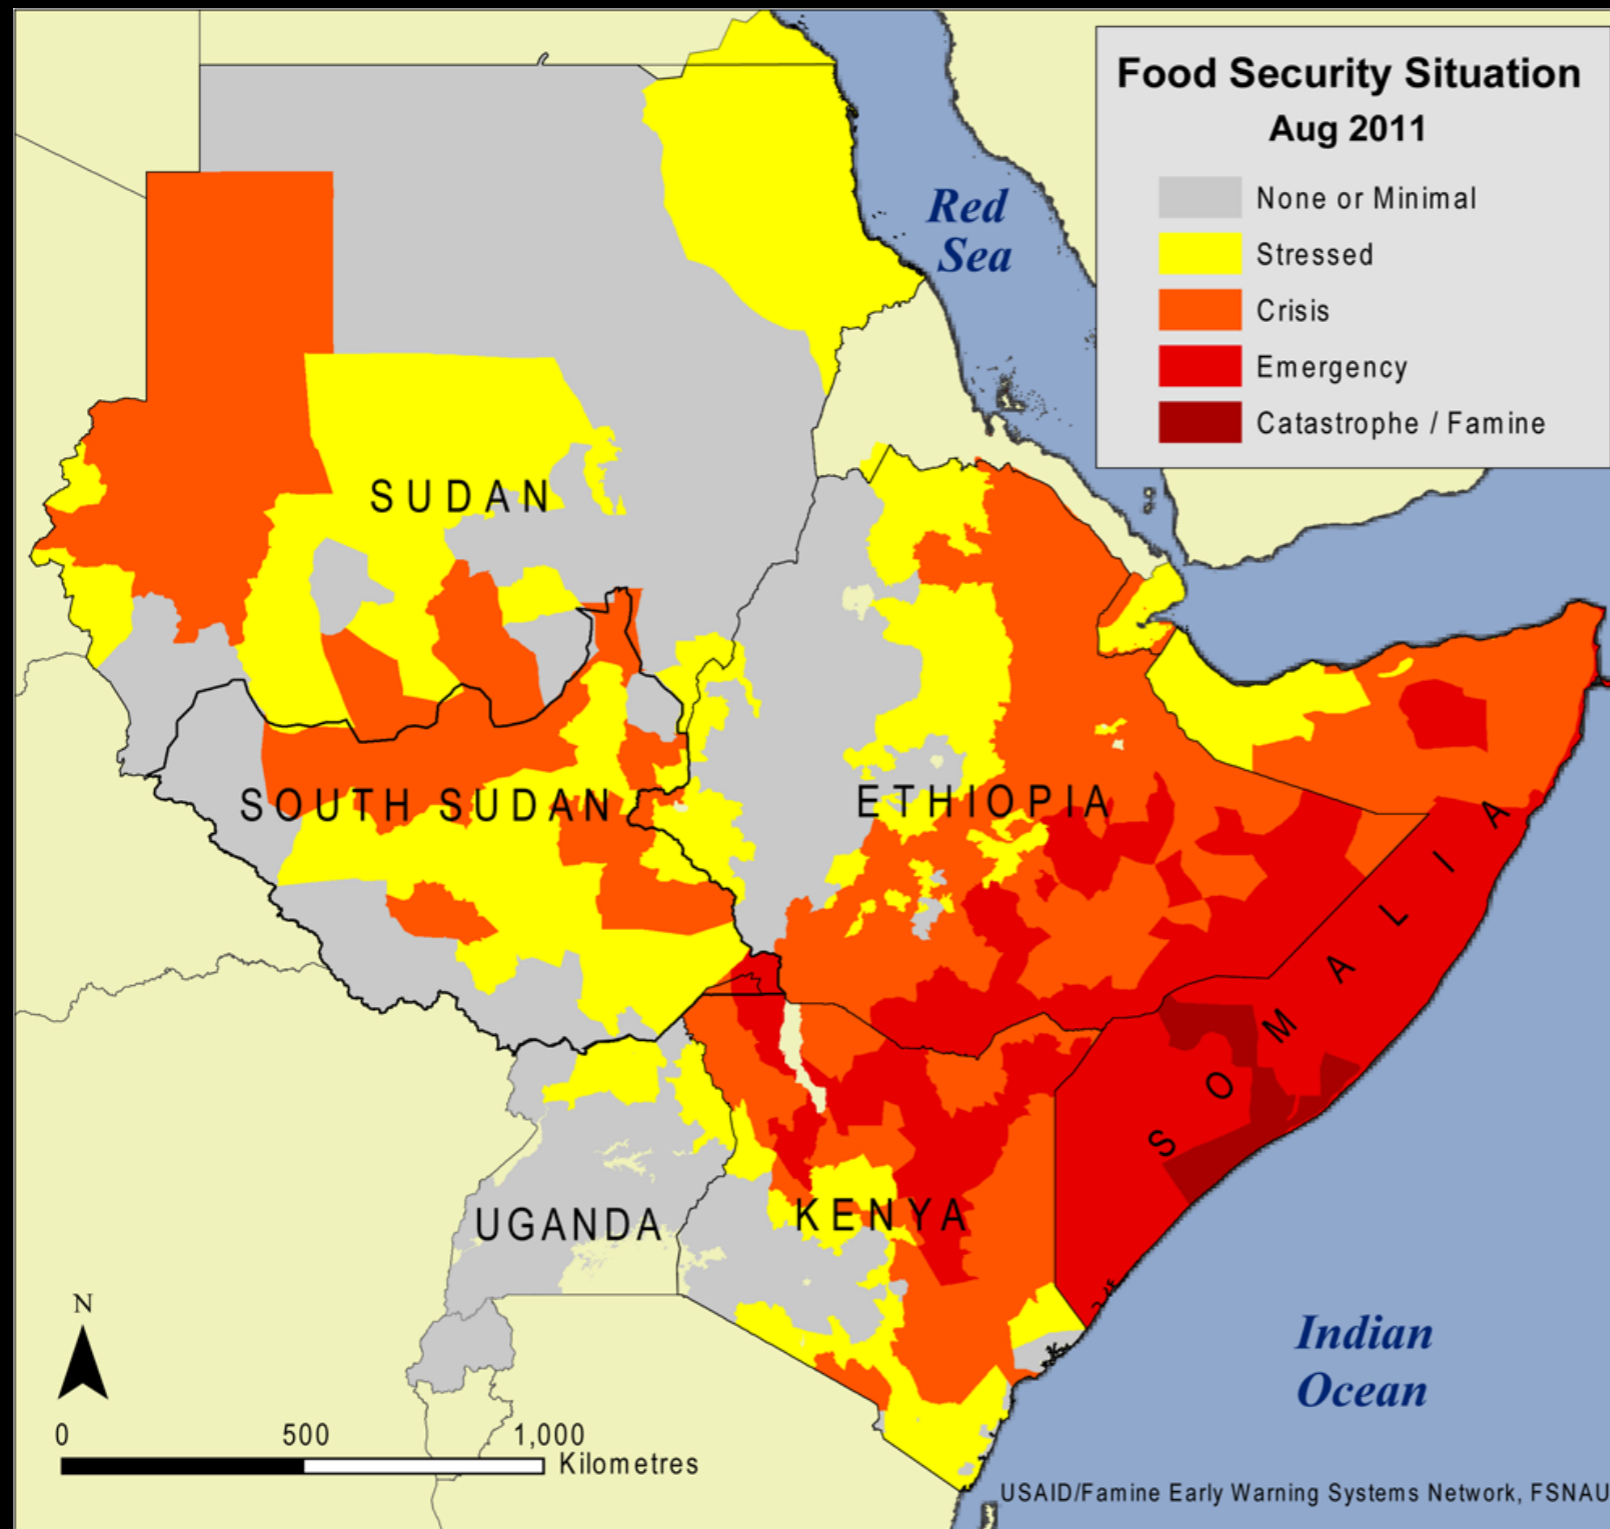 Food Security Situation
Aug 2011
None or Minimal
Stressed
Crisis
Emergency
Catastrophe / Famine
Red
Sea
SUDAN
SOUTH SUDAN
ETHIOPIA
SOMALIA
UGANDA
KENYA
Indian
Ocean
N
0 500 1,000
Kilometres
USAID/Famine Early Warning Systems Network, FSNAU